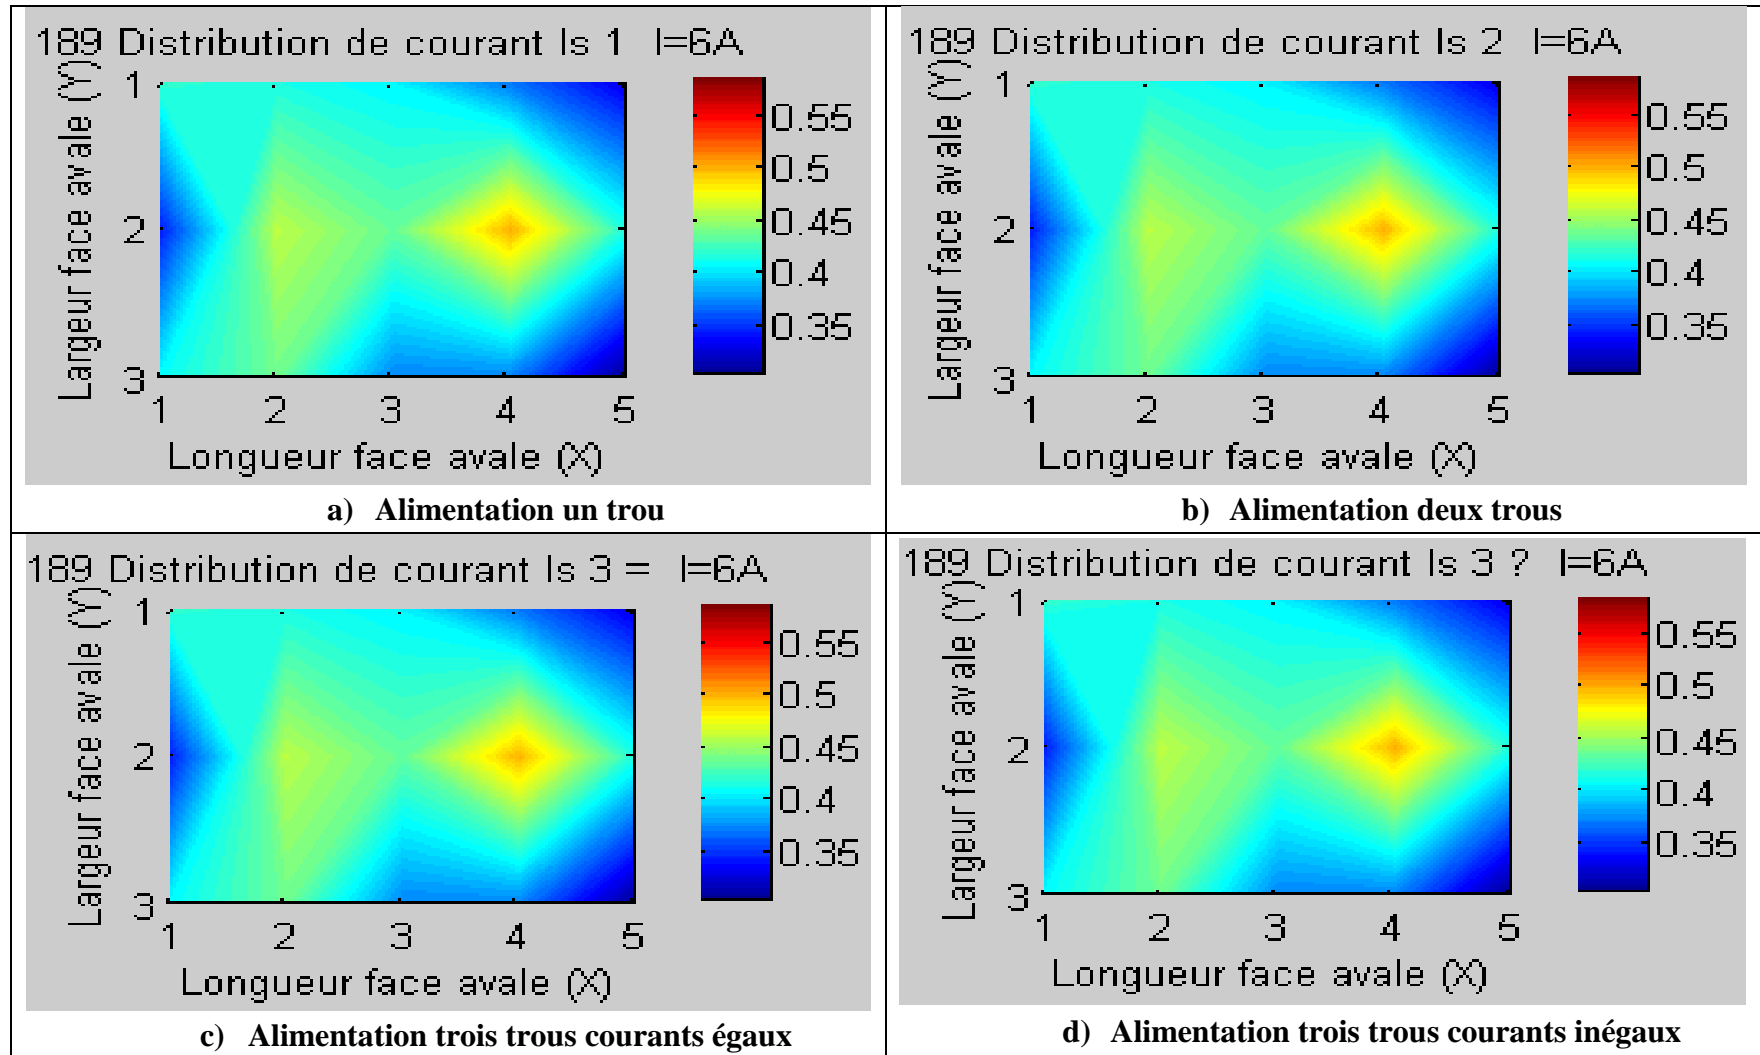 189 Distribution de courant Is 1 I=6A
Largeur face avale (Y)
1
2
3
1 2 3 4 5
Longueur face avale (X)
0.55
0.5
0.45
0.4
0.35
a) Alimentation un trou
189 Distribution de courant Is 2 I=6A
Largeur face avale (Y)
1
2
3
1 2 3 4 5
Longueur face avale (X)
0.55
0.5
0.45
0.4
0.35
b) Alimentation deux trous
189 Distribution de courant Is 3 = I=6A
Largeur face avale (Y)
1
2
3
1 2 3 4 5
Longueur face avale (X)
0.55
0.5
0.45
0.4
0.35
c) Alimentation trois trous courants égaux
189 Distribution de courant Is 3 ? I=6A
Largeur face avale (Y)
1
2
3
1 2 3 4 5
Longueur face avale (X)
0.55
0.5
0.45
0.4
0.35
d) Alimentation trois trous courants inégaux